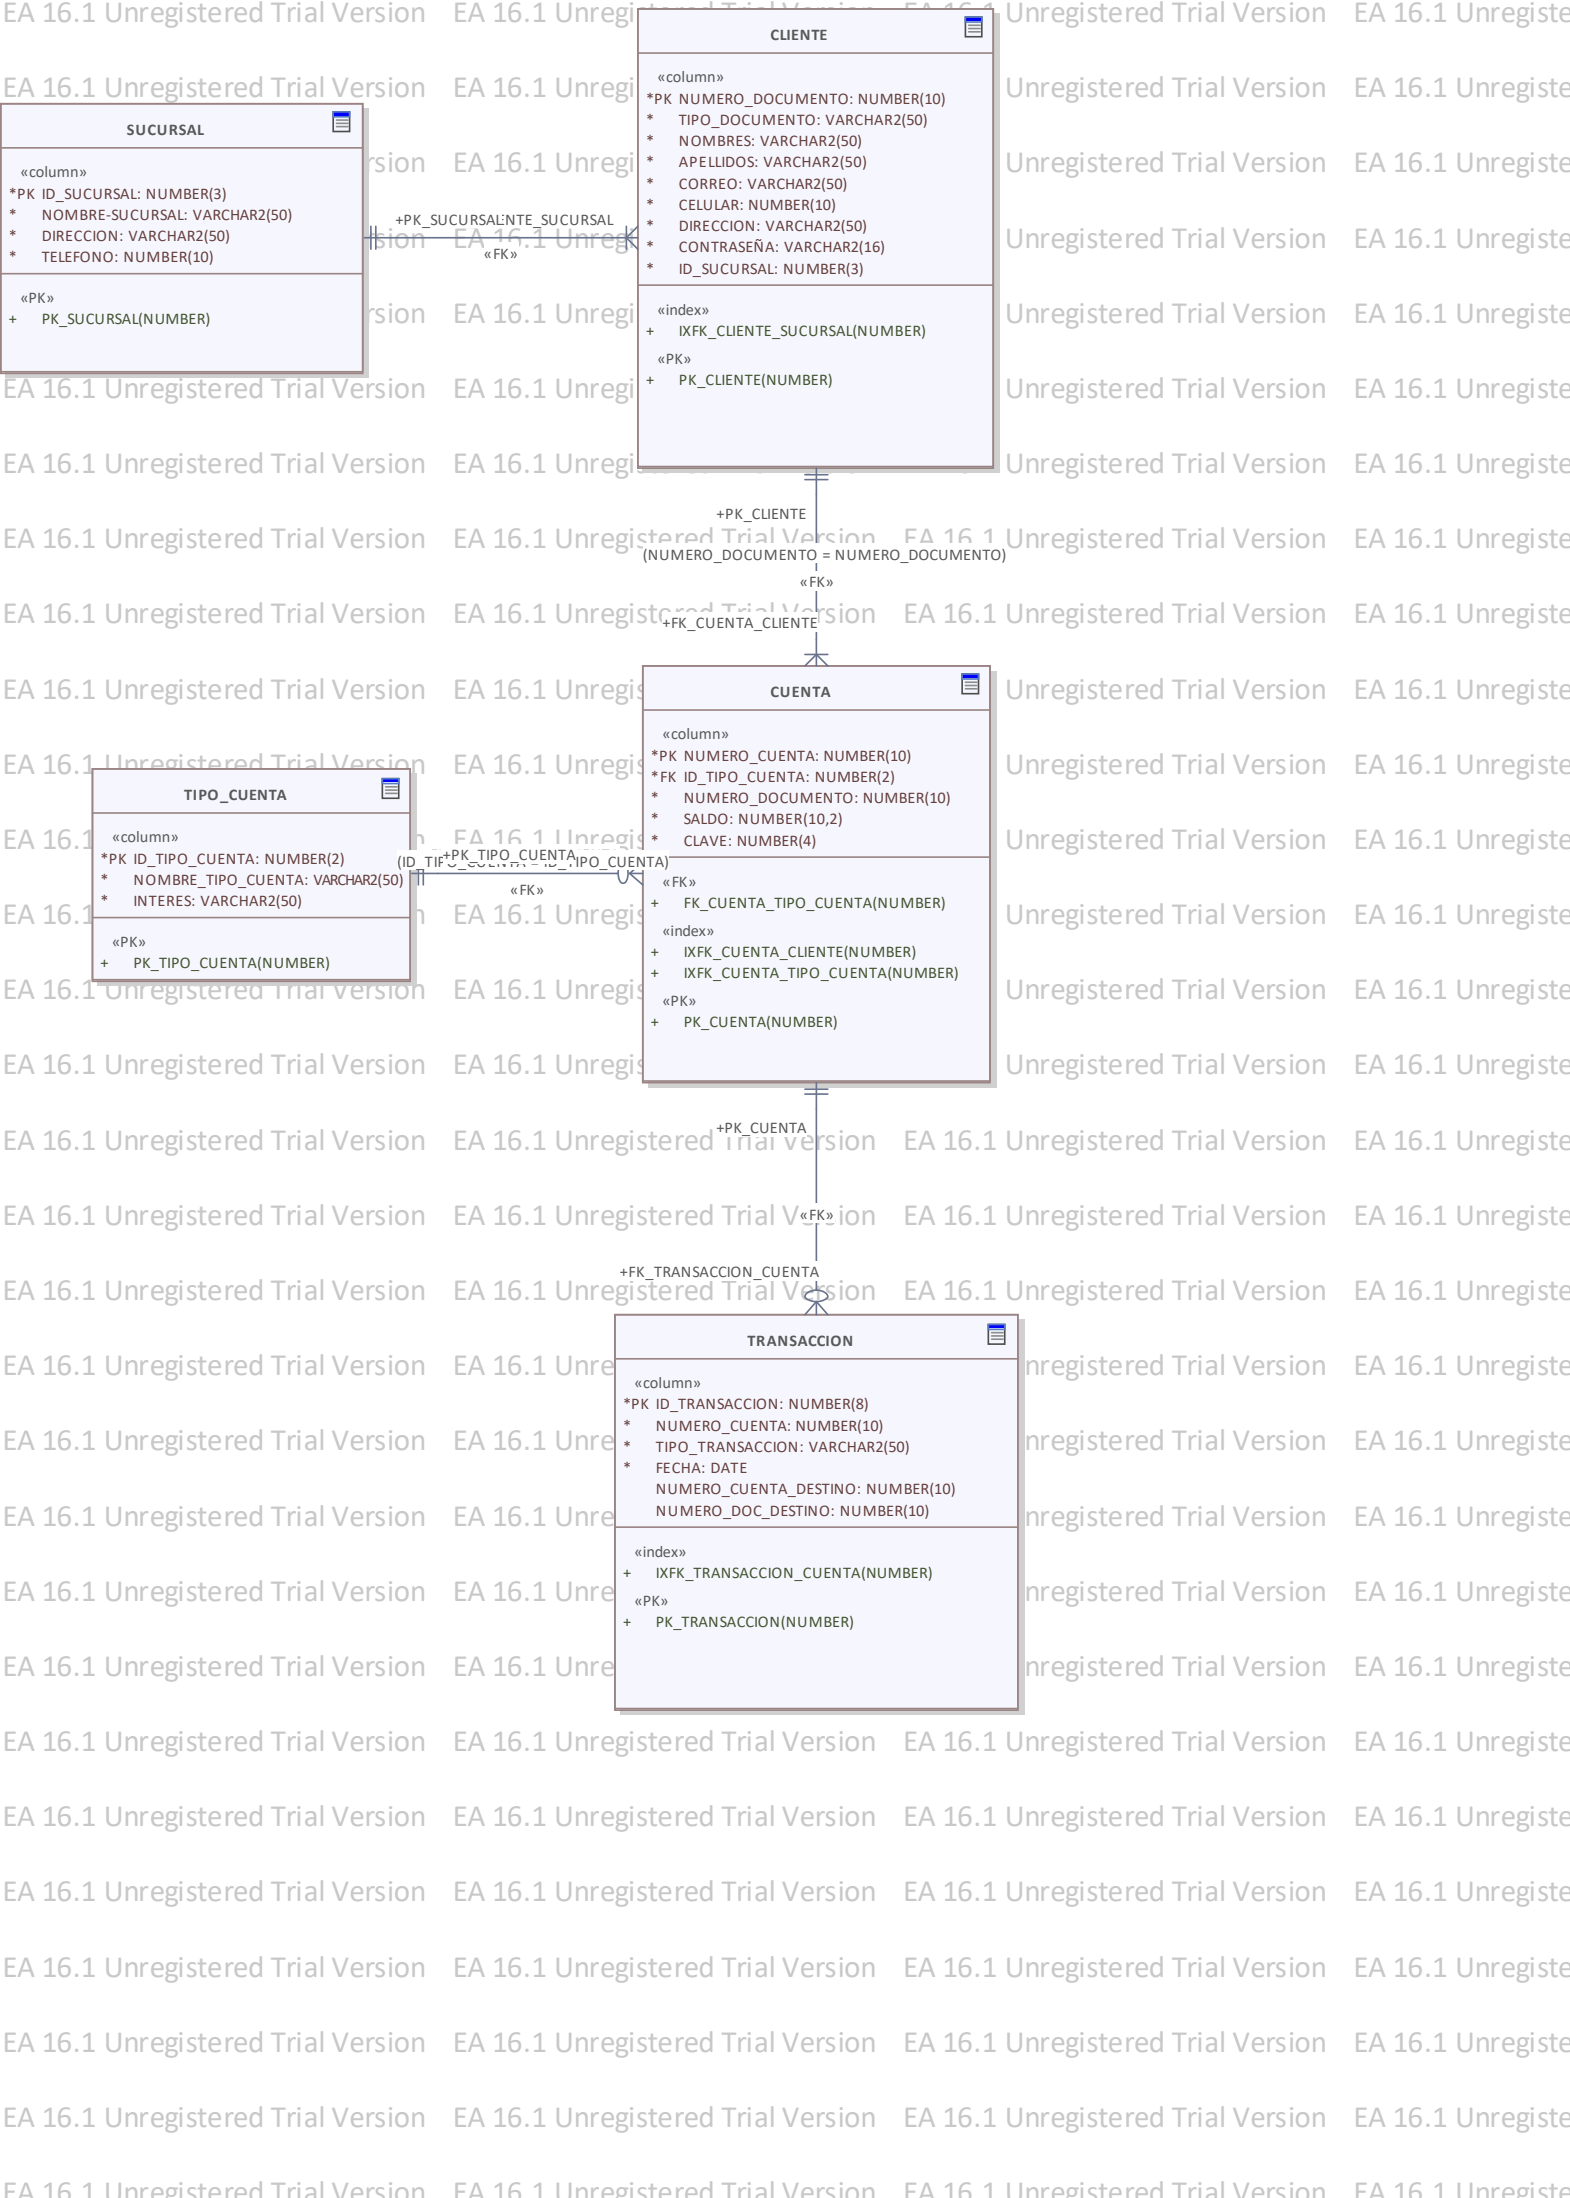 CLIENTE
«column»
*PK NUMERO_DOCUMENTO: NUMBER(10)
* TIPO_DOCUMENTO: VARCHAR2(50)
* NOMBRES: VARCHAR2(50)
* APELLIDOS: VARCHAR2(50)
* CORREO: VARCHAR2(50)
* CELULAR: NUMBER(10)
* DIRECCION: VARCHAR2(50)
* CONTRASEÑA: VARCHAR2(16)
* ID_SUCURSAL: NUMBER(3)
«index»
+ IXFK_CLIENTE_SUCURSAL(NUMBER)
«PK»
+ PK_CLIENTE(NUMBER)
SUCURSAL
«column»
*PK ID_SUCURSAL: NUMBER(3)
* NOMBRE-SUCURSAL: VARCHAR2(50)
* DIRECCION: VARCHAR2(50)
* TELEFONO: NUMBER(10)
«PK»
+ PK_SUCURSAL(NUMBER)
+PK_SUCURSAL
NTE_SUCURSAL
«FK»
+PK_CLIENTE
(NUMERO_DOCUMENTO = NUMERO_DOCUMENTO)
«FK»
+FK_CUENTA_CLIENTE
CUENTA
«column»
*PK NUMERO_CUENTA: NUMBER(10)
*FK ID_TIPO_CUENTA: NUMBER(2)
* NUMERO_DOCUMENTO: NUMBER(10)
* SALDO: NUMBER(10,2)
* CLAVE: NUMBER(4)
«FK»
+ FK_CUENTA_TIPO_CUENTA(NUMBER)
«index»
+ IXFK_CUENTA_CLIENTE(NUMBER)
+ IXFK_CUENTA_TIPO_CUENTA(NUMBER)
«PK»
+ PK_CUENTA(NUMBER)
TIPO_CUENTA
«column»
*PK ID_TIPO_CUENTA: NUMBER(2)
* NOMBRE_TIPO_CUENTA: VARCHAR2(50)
* INTERES: VARCHAR2(50)
«PK»
+ PK_TIPO_CUENTA(NUMBER)
+PK_TIPO_CUENTA
(ID_TIPO_CUENTA = ID_TIPO_CUENTA)
«FK»
+PK_CUENTA
«FK»
+FK_TRANSACCION_CUENTA
TRANSACCION
«column»
*PK ID_TRANSACCION: NUMBER(8)
* NUMERO_CUENTA: NUMBER(10)
* TIPO_TRANSACCION: VARCHAR2(50)
* FECHA: DATE
NUMERO_CUENTA_DESTINO: NUMBER(10)
NUMERO_DOC_DESTINO: NUMBER(10)
«index»
+ IXFK_TRANSACCION_CUENTA(NUMBER)
«PK»
+ PK_TRANSACCION(NUMBER)
EA 16.1 Unregistered Trial Version